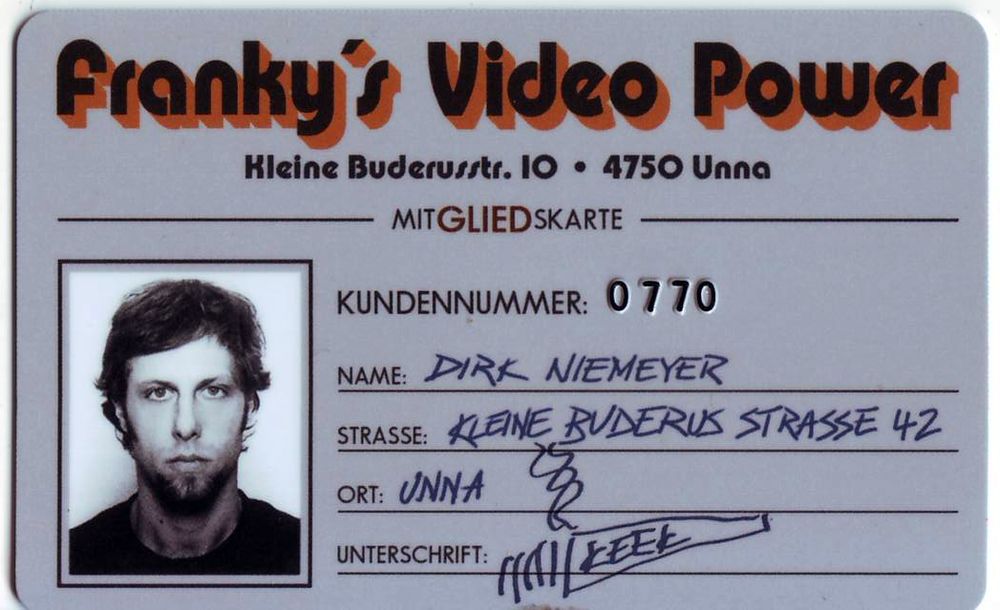 Franky's Video Power
Kleine Buderusstr. 10 • 4750 Unna
MITGLIEDSKARTE
KUNDENNUMMER: 0770
NAME: DIRK NIEMEYER
STRASSE: KLEINE BUDERUS STRASSE 42
ORT: UNNA
UNTERSCHRIFT: